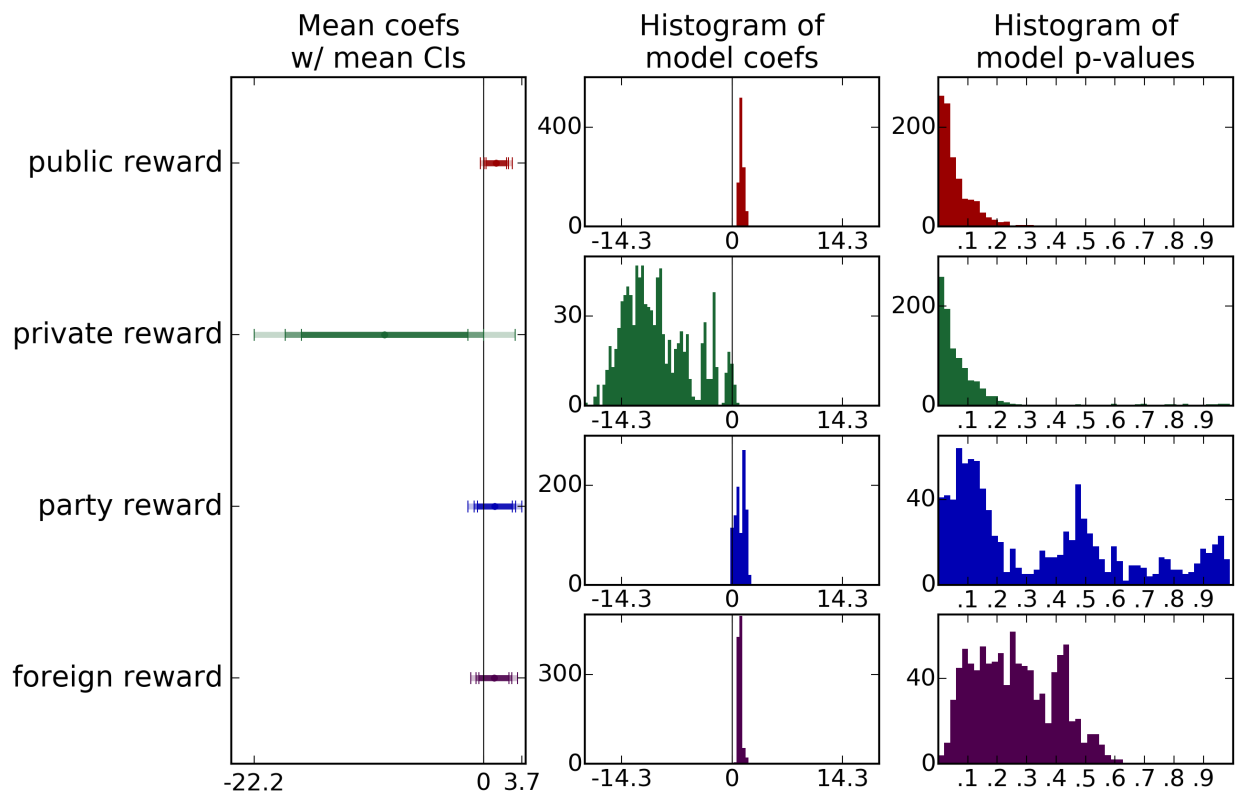 Mean coefs
w/ mean CIs
Histogram of
model coefs
Histogram of
model p-values
public reward
400
0
-14.3 0 14.3
200
0
.1 .2 .3 .4 .5 .6 .7 .8 .9
private reward
30
0
-14.3 0 14.3
200
0
.1 .2 .3 .4 .5 .6 .7 .8 .9
party reward
200
0
-14.3 0 14.3
40
0
.1 .2 .3 .4 .5 .6 .7 .8 .9
foreign reward
300
0
-14.3 0 14.3
40
0
.1 .2 .3 .4 .5 .6 .7 .8 .9
-22.2 0 3.7